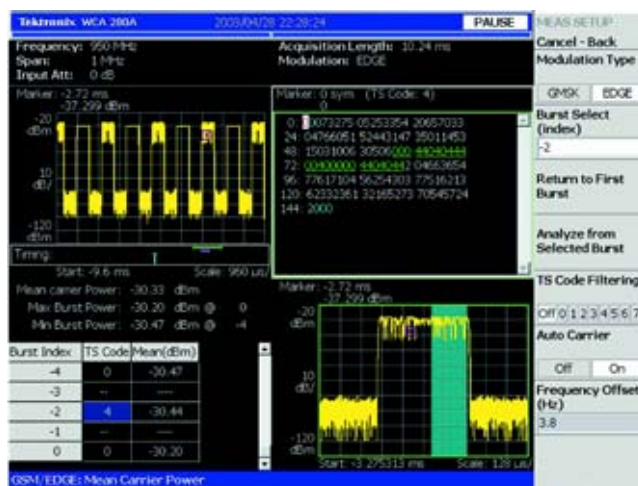 Tektronix WCA 280A 2003/04/28 22:28:24 PAUSE
Frequency: 950 MHz
Span: 1 MHz
Input Att: 0 dB
Acquisition Length: 10.24 ms
Modulation: EDGE
Marker: -2.72 ms
-37.299 dBm
-20
dBm
10
dB/
-120
dBm
Timing:
Start: -9.6 ms Scale: 960 µs/
Marker: 0 sym (TS Code: 4)
0
0: 00073275 05253354 20657033
24: 04766051 52443147 35011453
48: 15031006 30506000 44040444
72: 00400000 44040442 04663654
96: 77617104 56254303 77516213
120: 62332361 32165273 70545724
144: 2000
Mean carrier Power: -30.33 dBm
Max Burst Power: -30.20 dBm @ 0
Min Burst Power: -30.47 dBm @ -4
Burst Index TS Code Mean(dBm)
-4 0 -30.47
-3 -- ----
-2 4 -30.44
-1 -- ----
0 0 -30.20
Marker: -2.72 ms
-37.299 dBm
-20
dBm
10
dB/
-120
dBm
Start: -3.275313 ms Scale: 128 µs/
GSM/EDGE: Mean Carrier Power
MEAS SETUP
Cancel - Back
Modulation Type
GMSK EDGE
Burst Select
(index)
-2
Return to First
Burst
Analyze from
Selected Burst
TS Code Filtering
Off 0 1 2 3 4 5 6 7
Auto Carrier
Off On
Frequency Offset
(Hz)
3.8